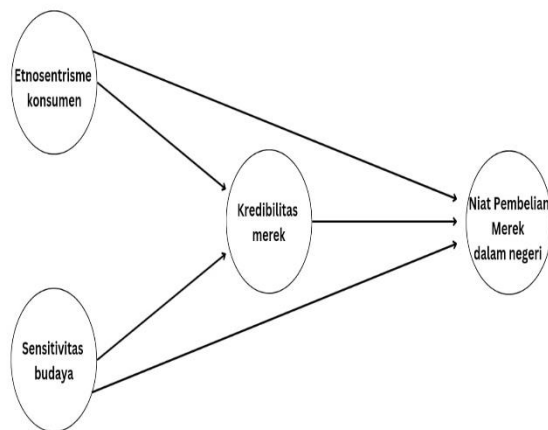 Etnosentrisme
konsumen
Kredibilitas
merek
Niat Pembelian
Merek
dalam negeri
Sensitivitas
budaya